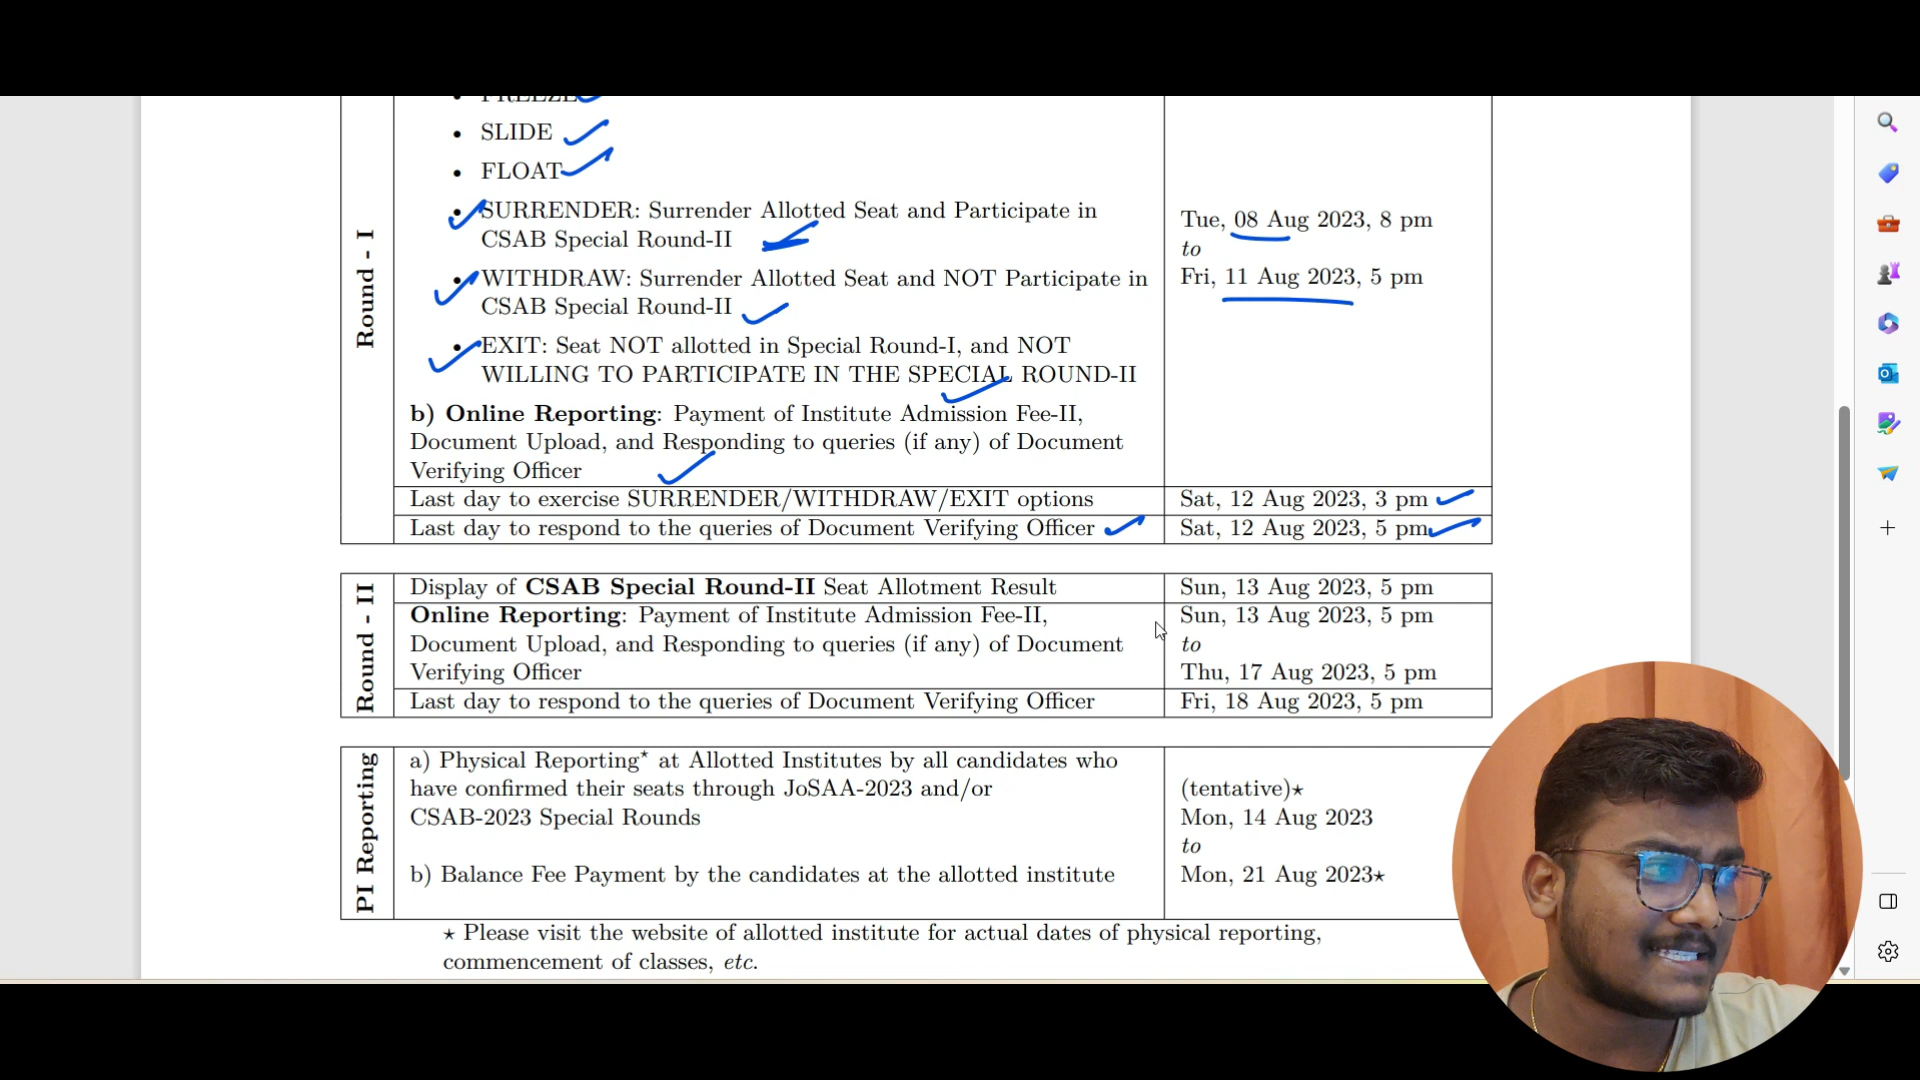 • FREEZE
• SLIDE
• FLOAT
• SURRENDER: Surrender Allotted Seat and Participate in
CSAB Special Round-II
• WITHDRAW: Surrender Allotted Seat and NOT Participate in
CSAB Special Round-II
• EXIT: Seat NOT allotted in Special Round-I, and NOT
WILLING TO PARTICIPATE IN THE SPECIAL ROUND-II
b) Online Reporting: Payment of Institute Admission Fee-II,
Document Upload, and Responding to queries (if any) of Document
Verifying Officer
Round - I
Tue, 08 Aug 2023, 8 pm
to
Fri, 11 Aug 2023, 5 pm
Last day to exercise SURRENDER/WITHDRAW/EXIT options
Sat, 12 Aug 2023, 3 pm
Last day to respond to the queries of Document Verifying Officer
Sat, 12 Aug 2023, 5 pm
Round - II
Display of CSAB Special Round-II Seat Allotment Result
Sun, 13 Aug 2023, 5 pm
Online Reporting: Payment of Institute Admission Fee-II,
Document Upload, and Responding to queries (if any) of Document
Verifying Officer
Sun, 13 Aug 2023, 5 pm
to
Thu, 17 Aug 2023, 5 pm
Last day to respond to the queries of Document Verifying Officer
Fri, 18 Aug 2023, 5 pm
PI Reporting
a) Physical Reporting* at Allotted Institutes by all candidates who
have confirmed their seats through JoSAA-2023 and/or
CSAB-2023 Special Rounds
b) Balance Fee Payment by the candidates at the allotted institute
(tentative)⋆
Mon, 14 Aug 2023
to
Mon, 21 Aug 2023⋆
⋆ Please visit the website of allotted institute for actual dates of physical reporting,
commencement of classes, etc.